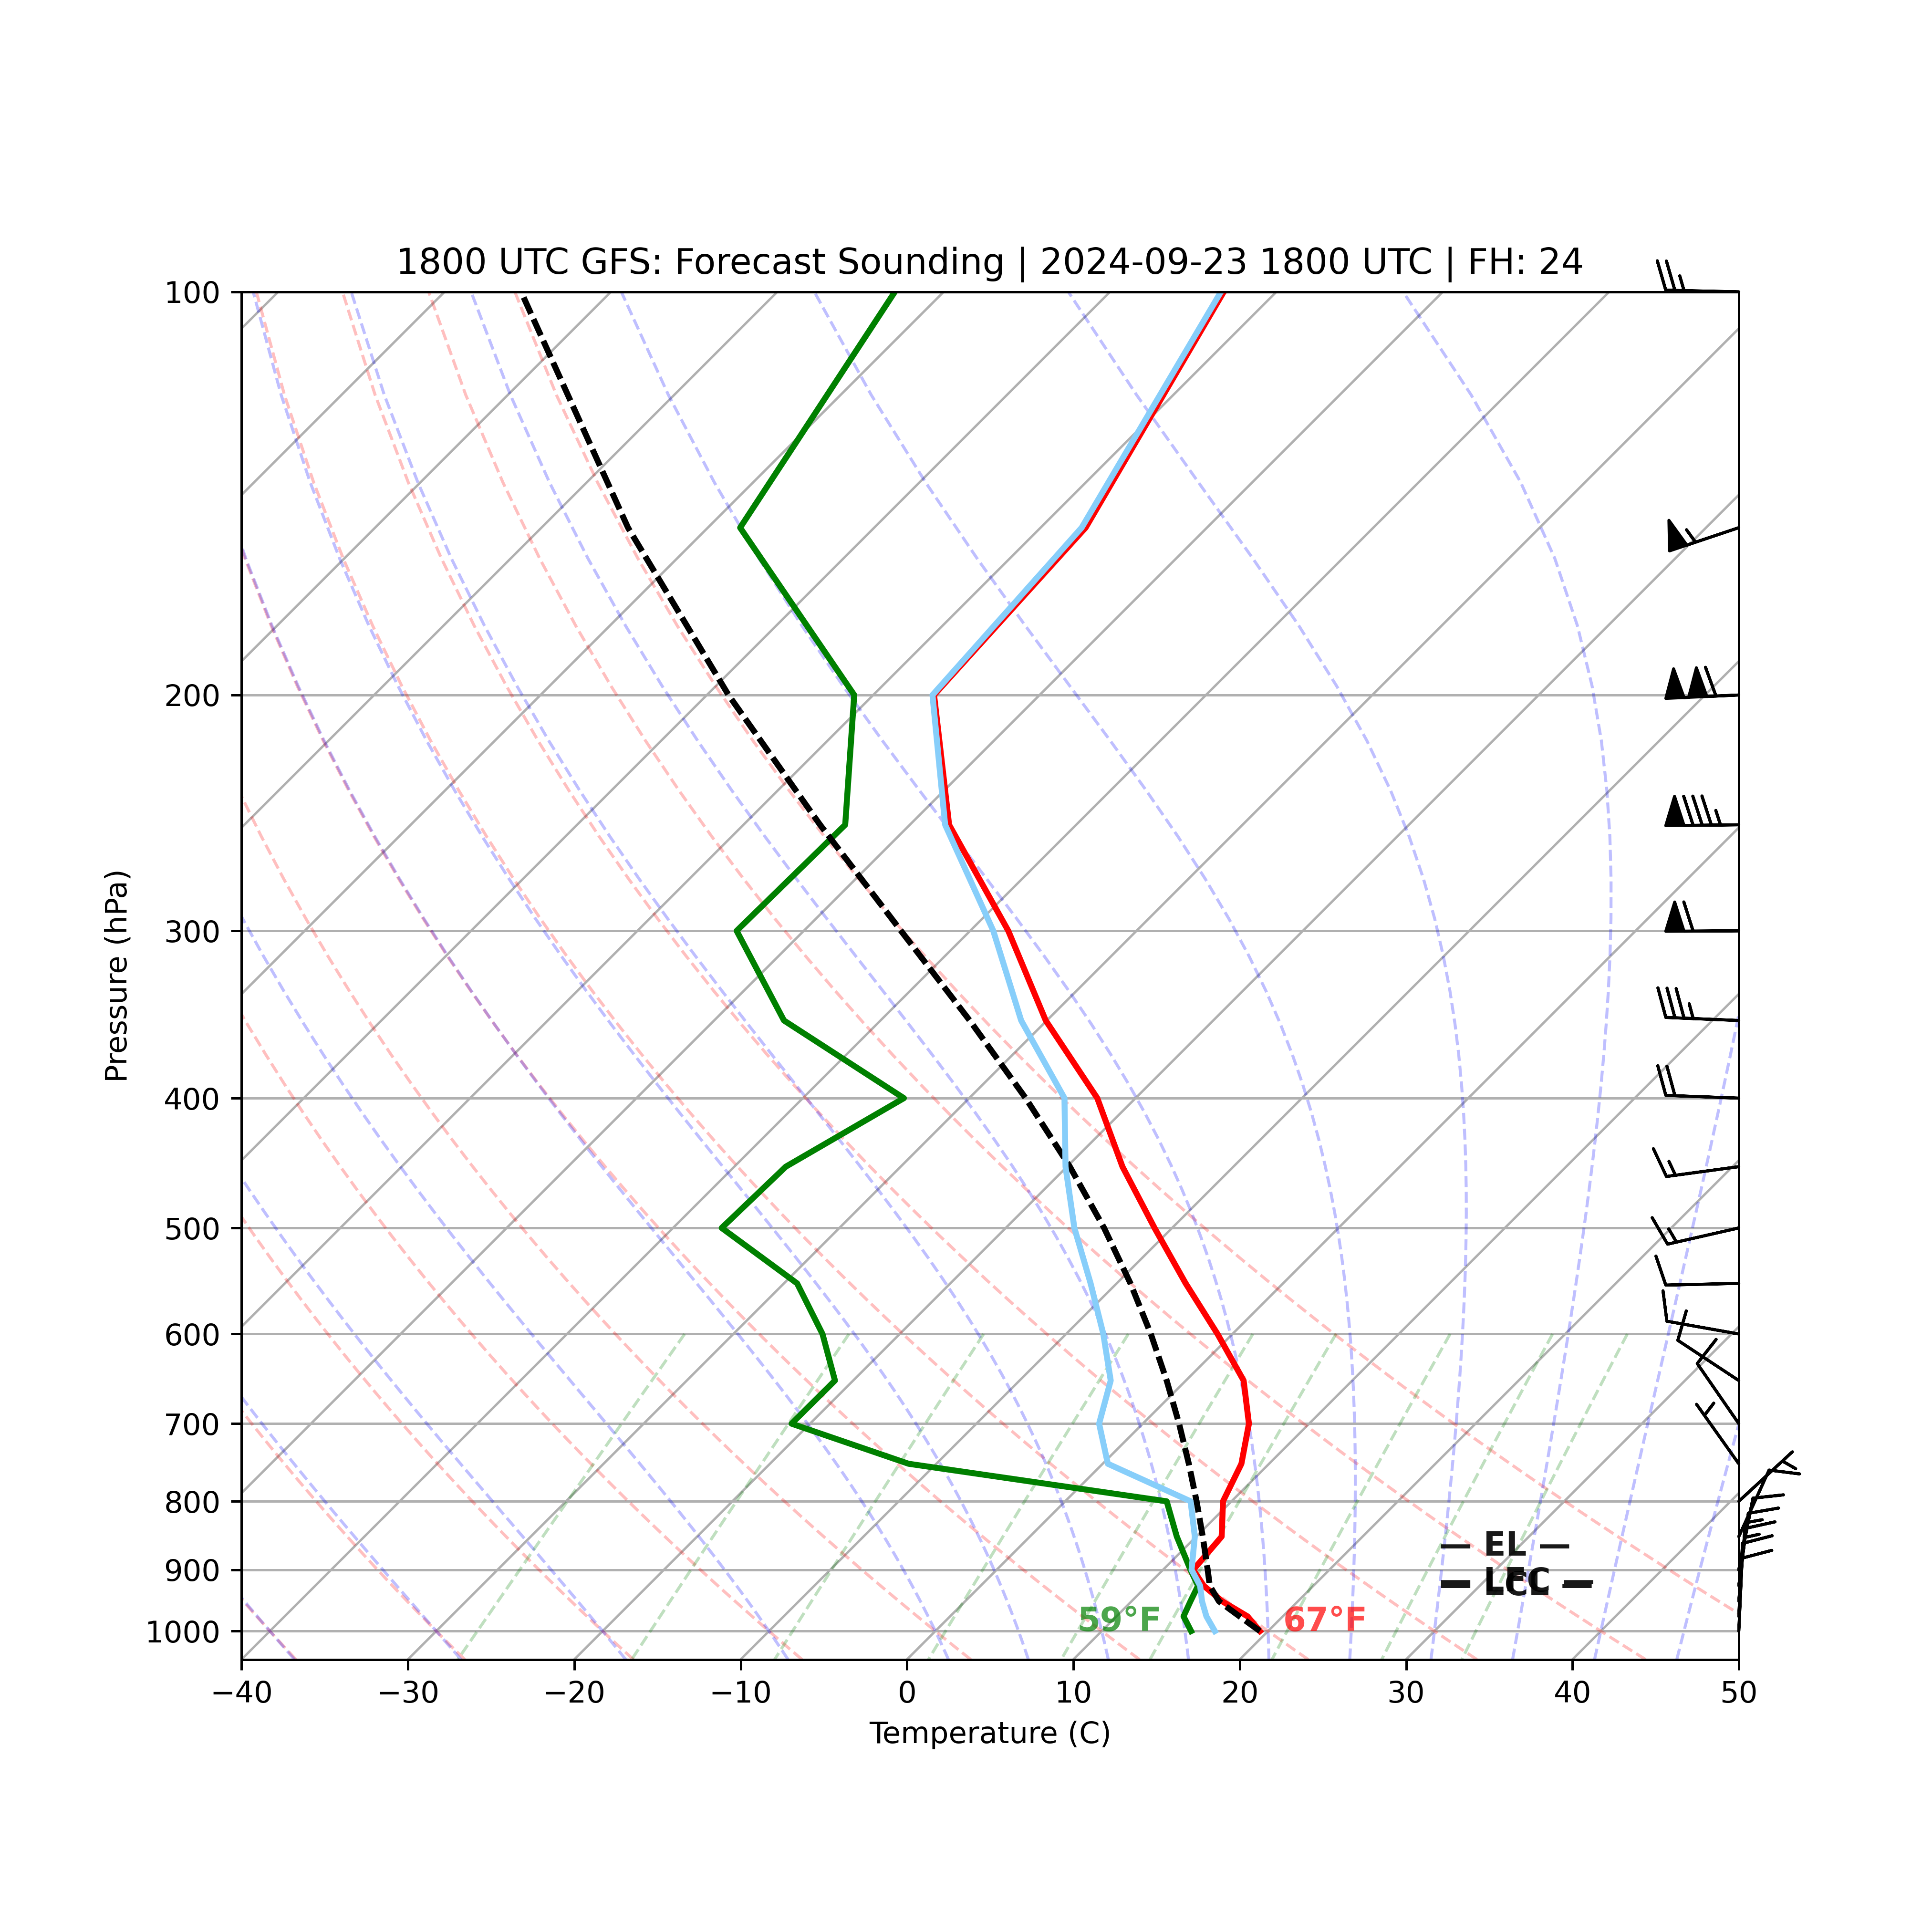 1800 UTC GFS: Forecast Sounding | 2024-09-23 1800 UTC | FH: 24
100
200
300
400
500
600
700
800
900
1000
Pressure (hPa)
— EL —
— LCL —
— LFC —
59°F
67°F
−40 −30 −20 −10 0 10 20 30 40 50
Temperature (C)